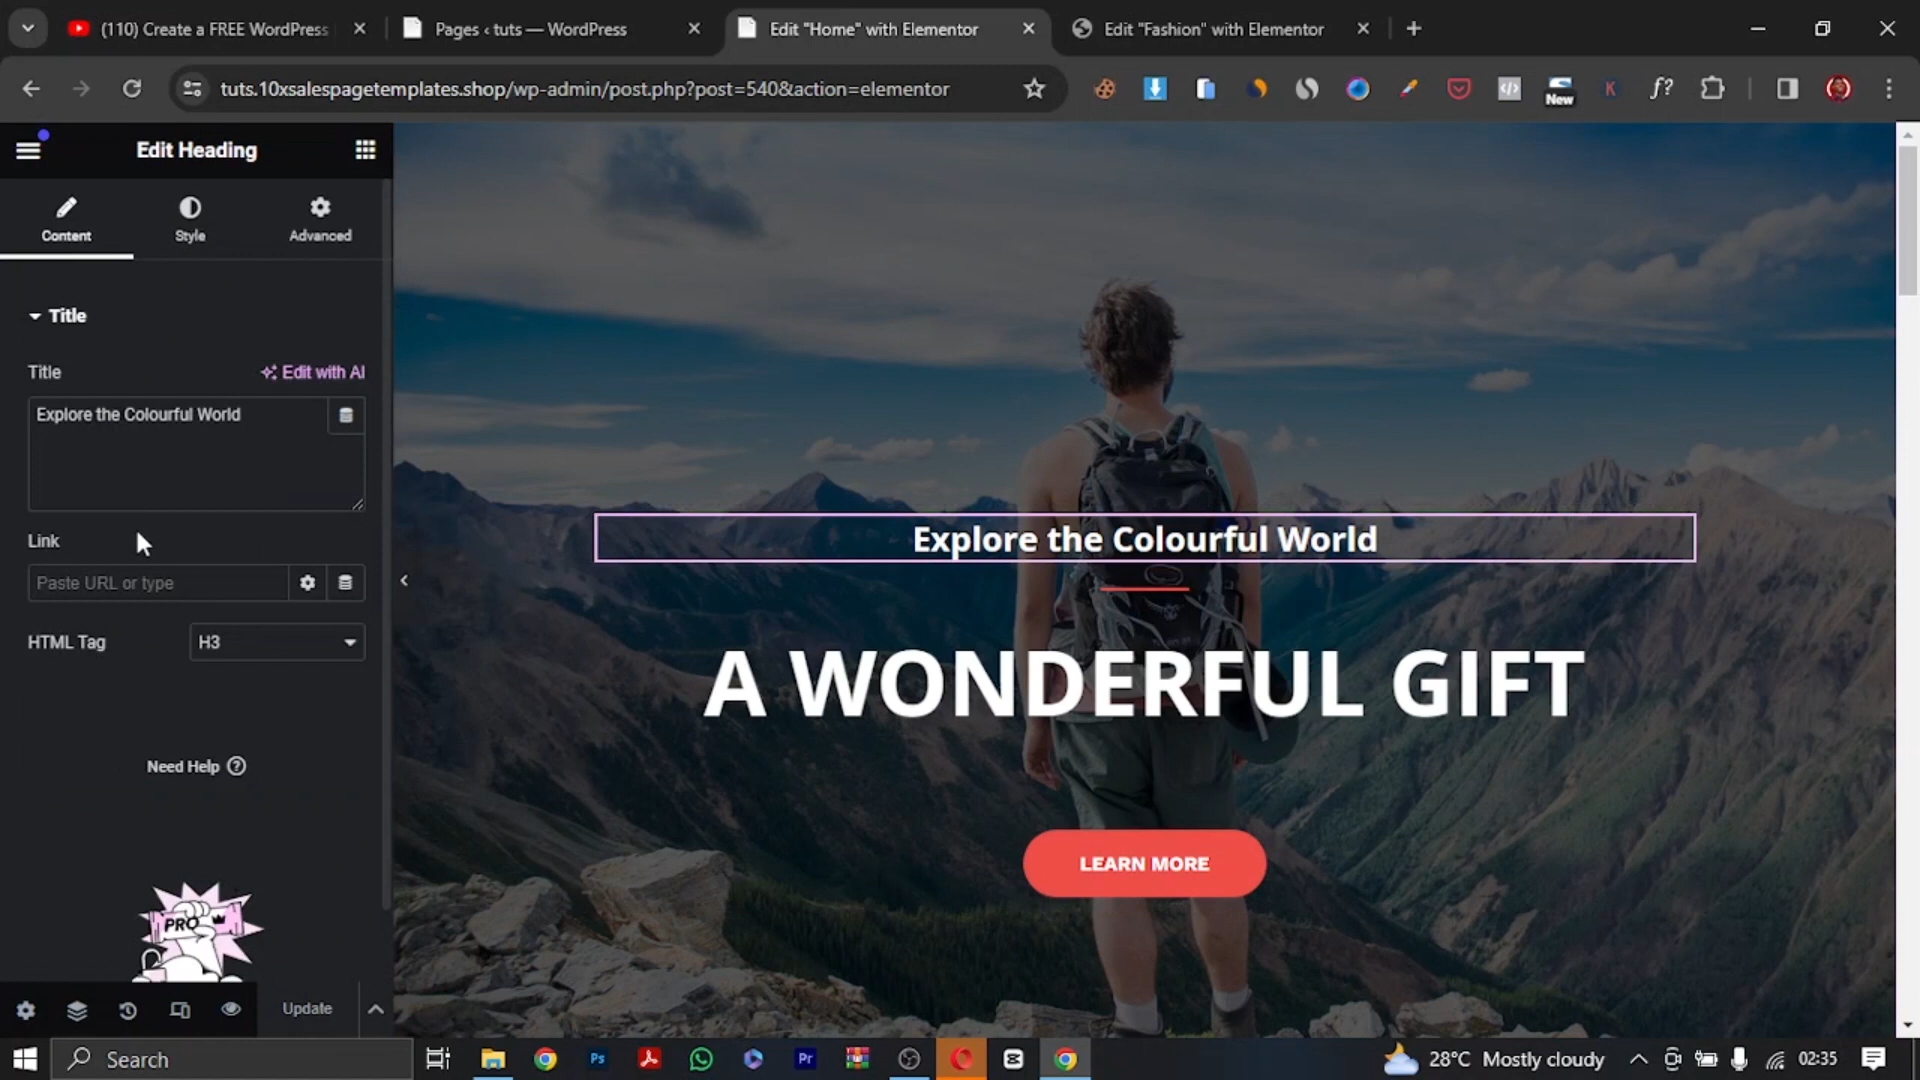 (110) Create a FREE WordPress
Pages ‹ tuts — WordPress
Edit "Home" with Elementor
Edit "Fashion" with Elementor
tuts.10xsalespagetemplates.shop/wp-admin/post.php?post=540&action=elementor
New
K
f?
Edit Heading
Content
Style
Advanced
Title
Title
Edit with AI
Explore the Colourful World
Link
Paste URL or type
HTML Tag
H3
Need Help
PRO
Update
Explore the Colourful World
A WONDERFUL GIFT
LEARN MORE
Search
Ps
Pr
28°C Mostly cloudy
02:35